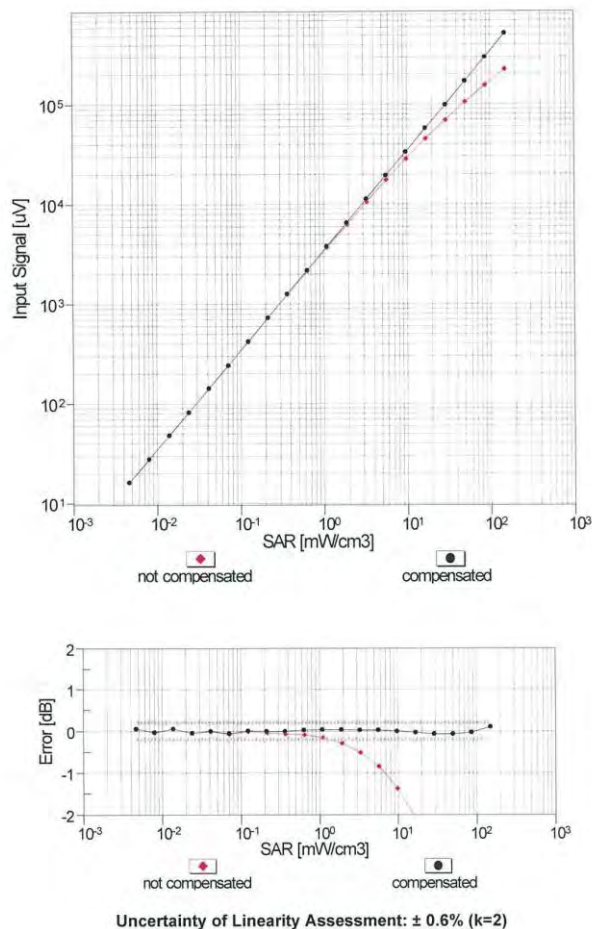 10⁵
10⁴
10³
10²
10¹
Input Signal [uV]
10⁻³ 10⁻² 10⁻¹ 10⁰ 10¹ 10² 10³
SAR [mW/cm3]
not compensated compensated
2
1
0
-1
-2
Error [dB]
10⁻³ 10⁻² 10⁻¹ 10⁰ 10¹ 10² 10³
SAR [mW/cm3]
not compensated compensated
Uncertainty of Linearity Assessment: ± 0.6% (k=2)